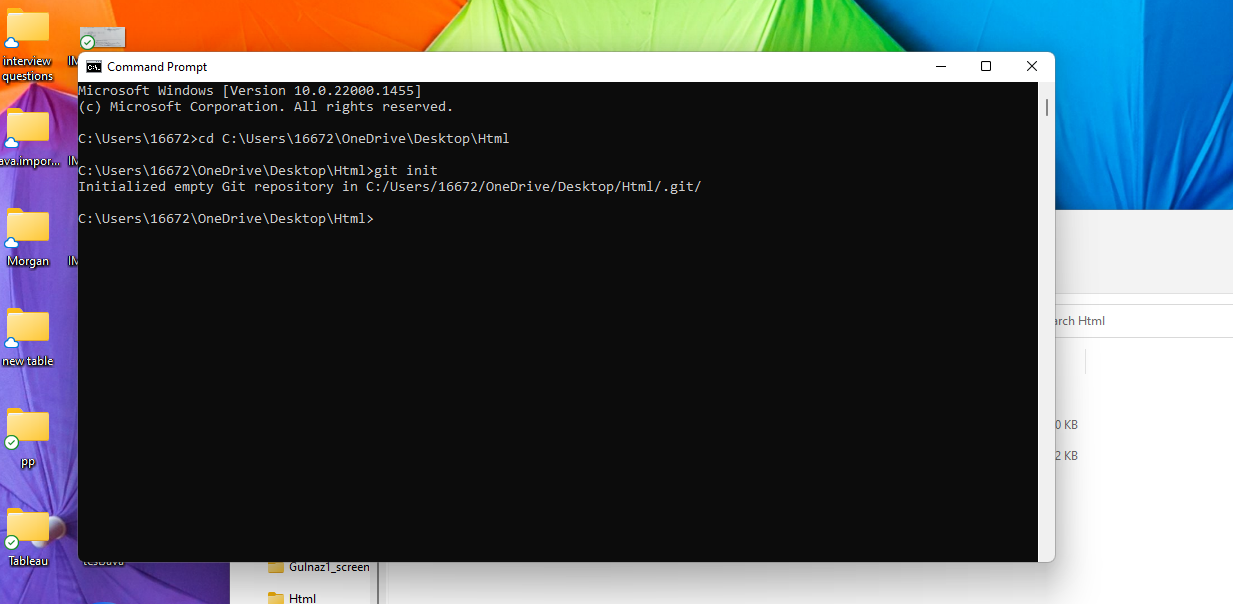 interview
questions
IM
ava.impor...
IM
Morgan
IM
new table
pp
Tableau
Command Prompt
Microsoft Windows [Version 10.0.22000.1455]
(c) Microsoft Corporation. All rights reserved.
C:\Users\16672>cd C:\Users\16672\OneDrive\Desktop\Html
C:\Users\16672\OneDrive\Desktop\Html>git init
Initialized empty Git repository in C:/Users/16672/OneDrive/Desktop/Html/.git/
C:\Users\16672\OneDrive\Desktop\Html>
arch Html
0 KB
2 KB
Gulnaz1_screen
Html